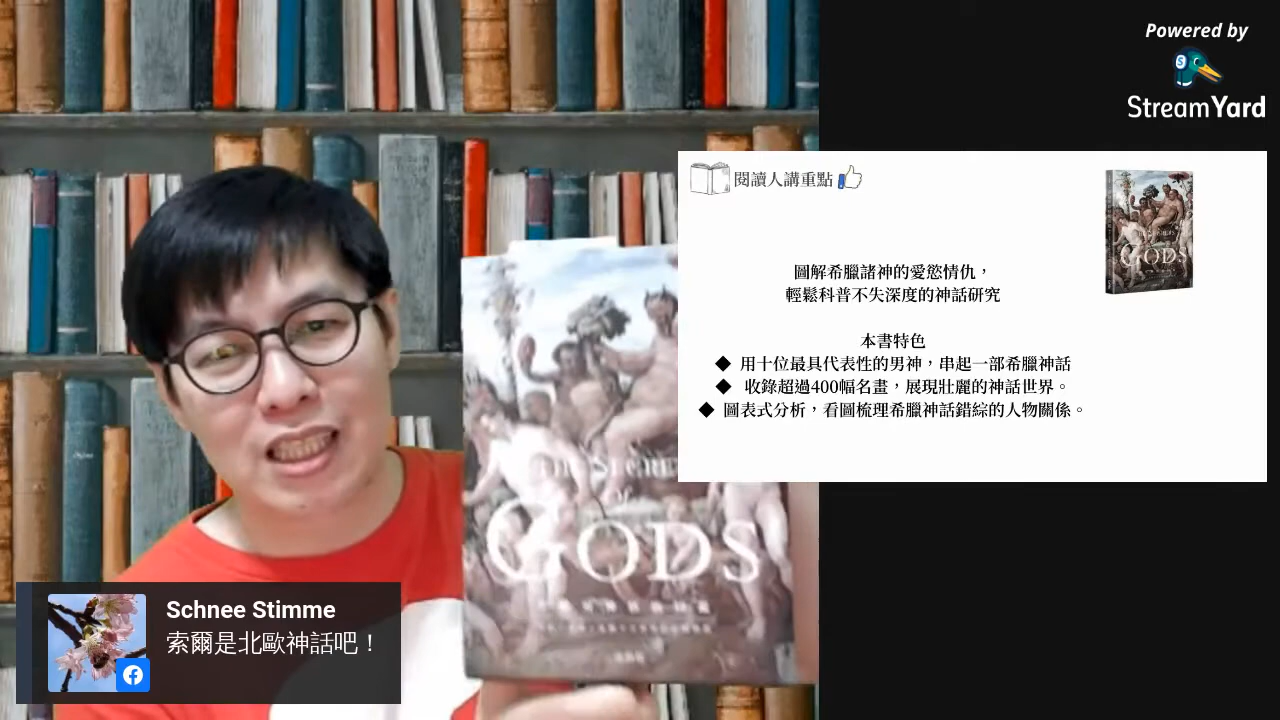 Powered by
StreamYard
閱讀人講重點
圖解希臘諸神的愛慾情仇，
輕鬆科普不失深度的神話研究
本書特色
◆ 用十位最具代表性的男神，串起一部希臘神話
◆ 收錄超過400幅名畫，展現壯麗的神話世界。
◆ 圖表式分析，看圖梳理希臘神話錯綜的人物關係。
GODS
THE SECRET
OF
GODS
Schnee Stimme
索爾是北歐神話吧！